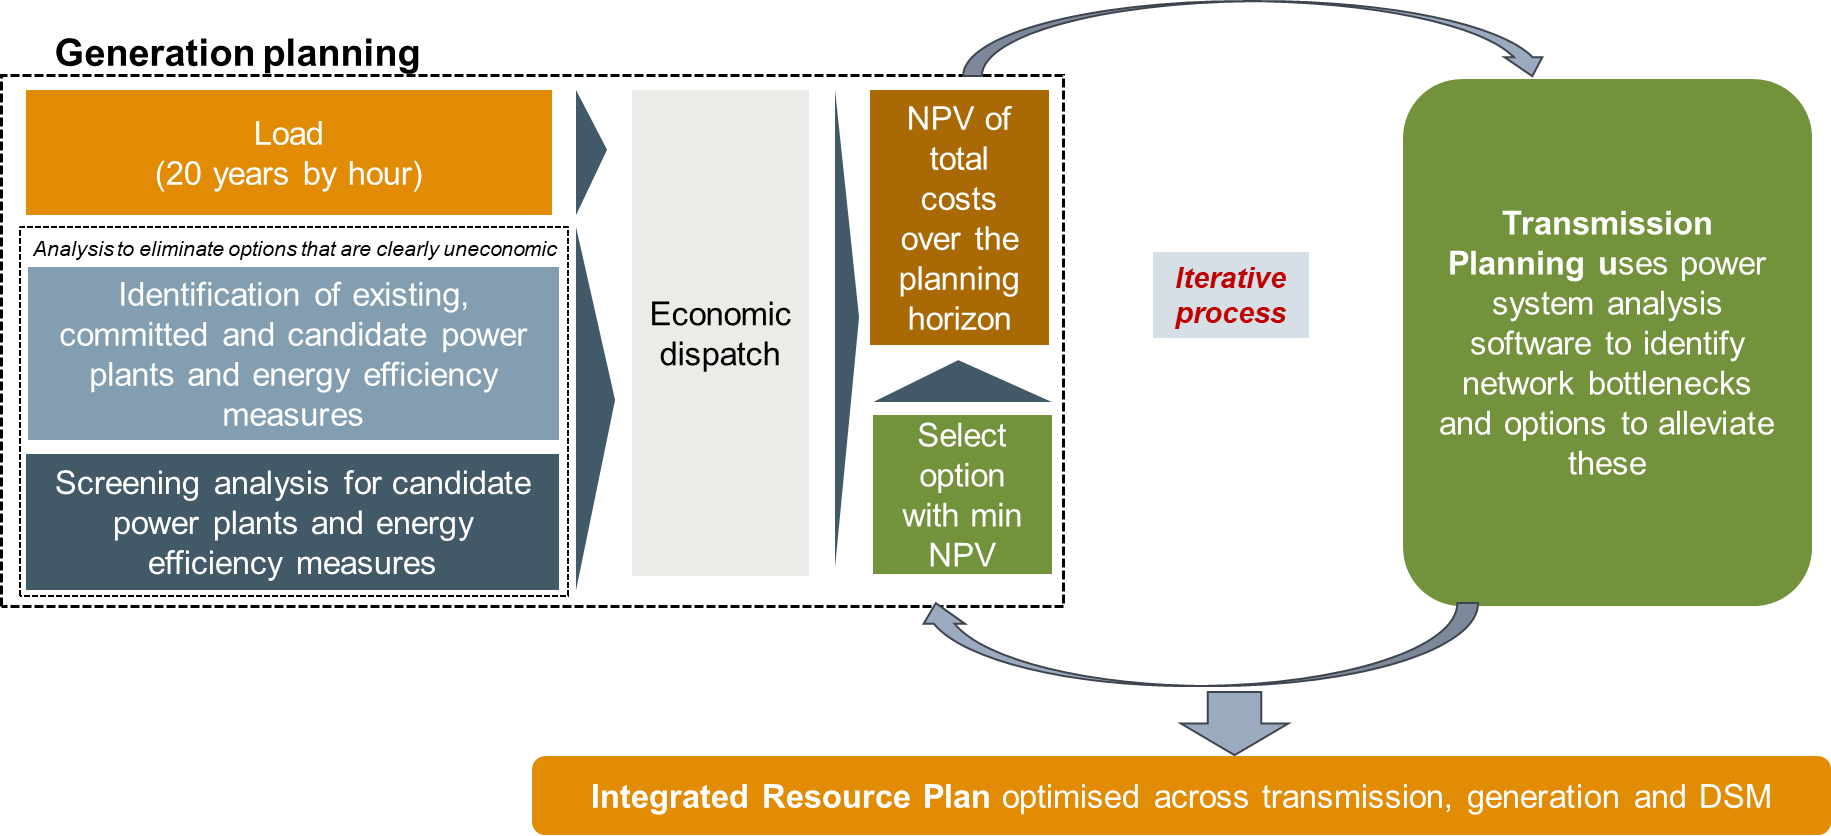 Generation planning
Load
(20 years by hour)
Analysis to eliminate options that are clearly uneconomic
Identification of existing,
committed and candidate power
plants and energy efficiency
measures
Screening analysis for candidate
power plants and energy
efficiency measures
Economic
dispatch
NPV of
total
costs
over the
planning
horizon
Select
option
with min
NPV
Iterative
process
Transmission
Planning uses power
system analysis
software to identify
network bottlenecks
and options to alleviate
these
Integrated Resource Plan optimised across transmission, generation and DSM